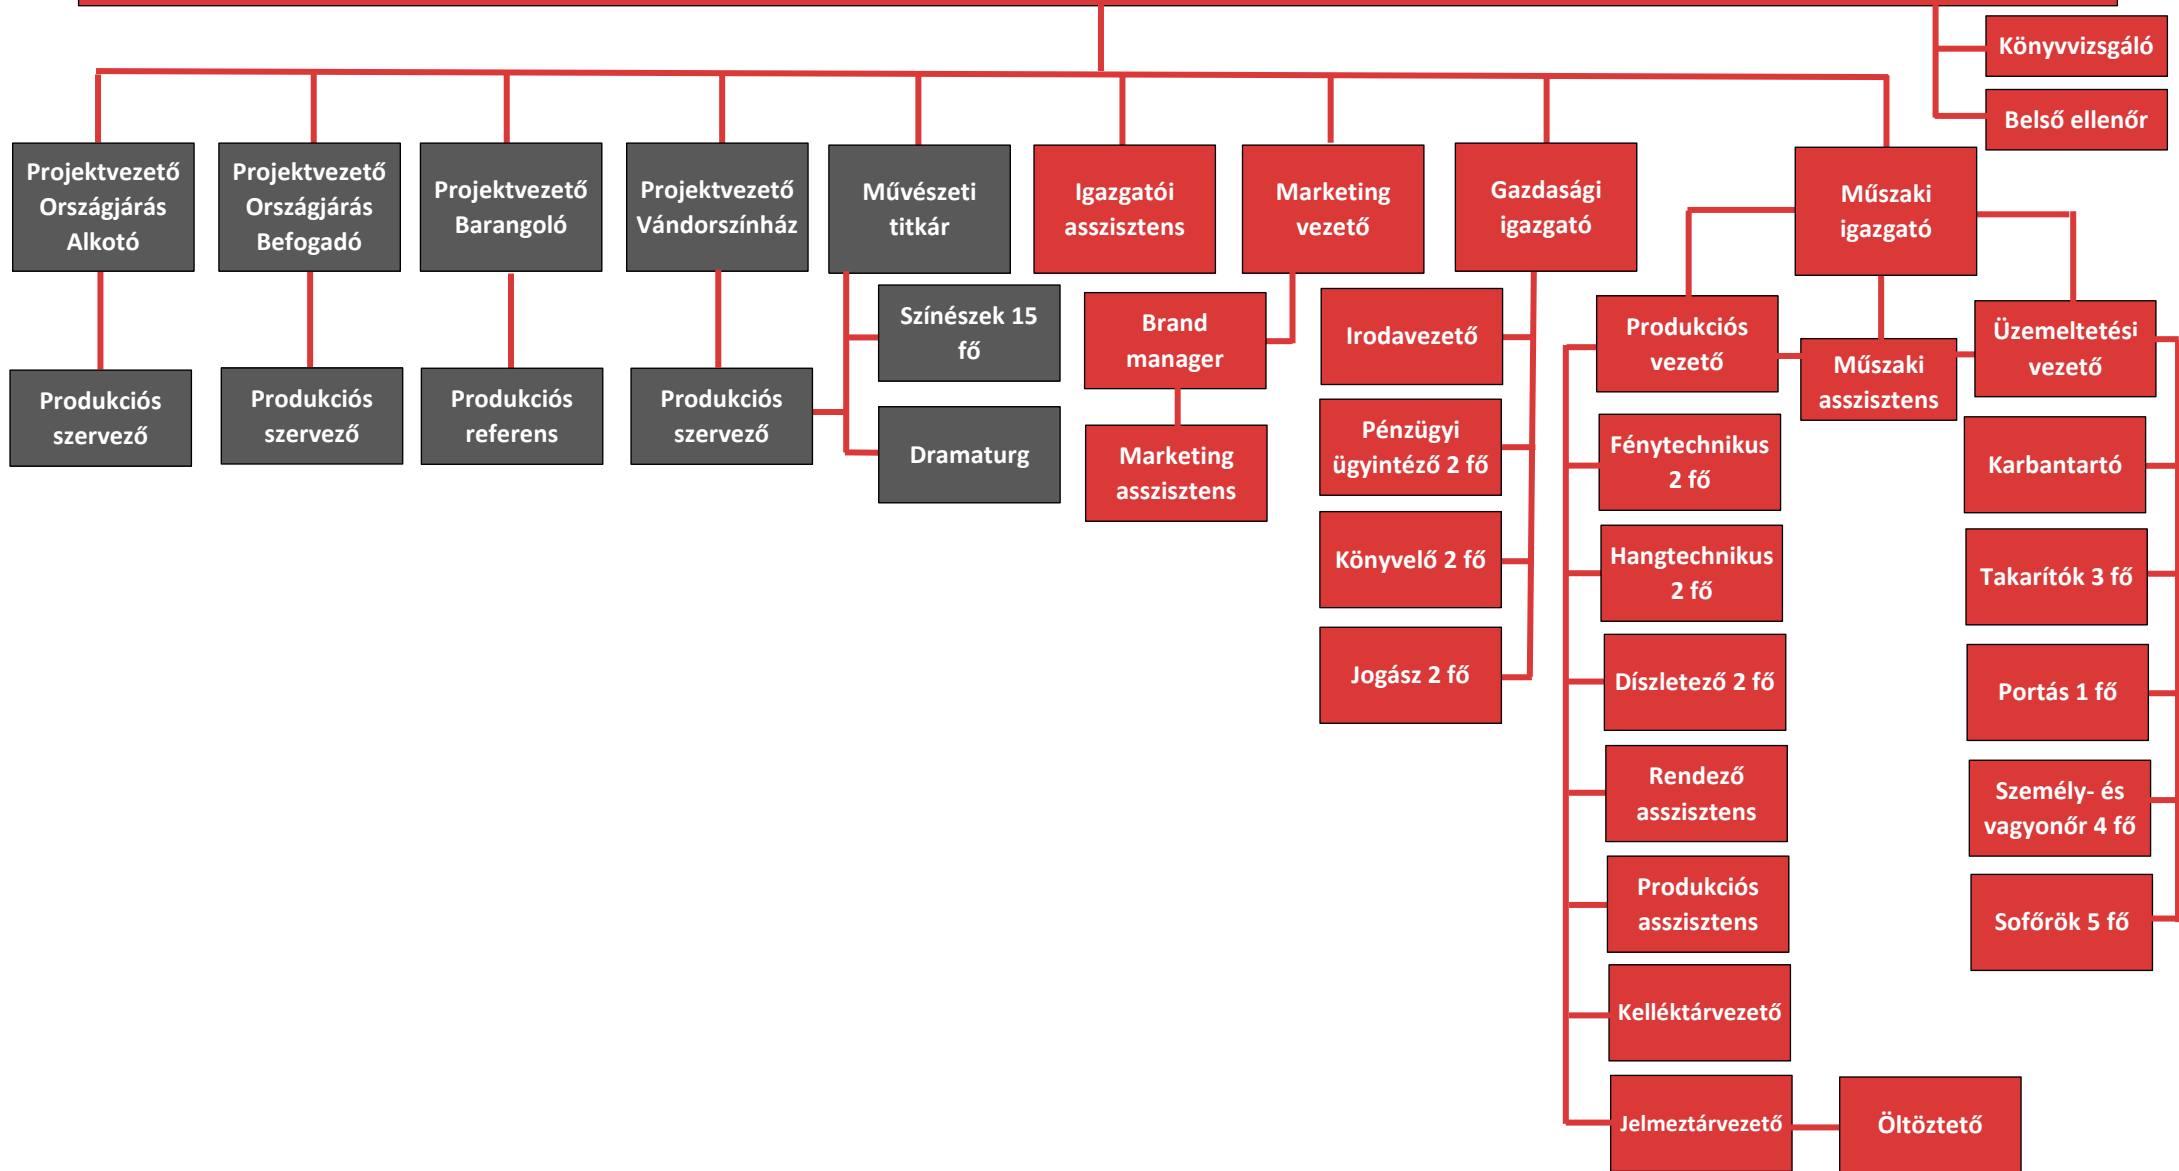 Könyvvizsgáló
Belső ellenőr
Projektvezető
Országjárás
Alkotó
Projektvezető
Országjárás
Befogadó
Projektvezető
Barangoló
Projektvezető
Vándorszínház
Művészeti
titkár
Igazgatói
asszisztens
Marketing
vezető
Gazdasági
igazgató
Műszaki
igazgató
Produkciós
szervező
Produkciós
szervező
Produkciós
referens
Produkciós
szervező
Színészek 15
fő
Dramaturg
Brand
manager
Marketing
asszisztens
Irodavezető
Pénzügyi
ügyintéző 2 fő
Könyvelő 2 fő
Jogász 2 fő
Produkciós
vezető
Műszaki
asszisztens
Üzemeltetési
vezető
Fénytechnikus
2 fő
Hangtechnikus
2 fő
Díszletező 2 fő
Rendező
asszisztens
Produkciós
asszisztens
Kelléktárvezető
Jelmeztárvezető
Öltöztető
Karbantartó
Takarítók 3 fő
Portás 1 fő
Személy- és
vagyonőr 4 fő
Sofőrök 5 fő